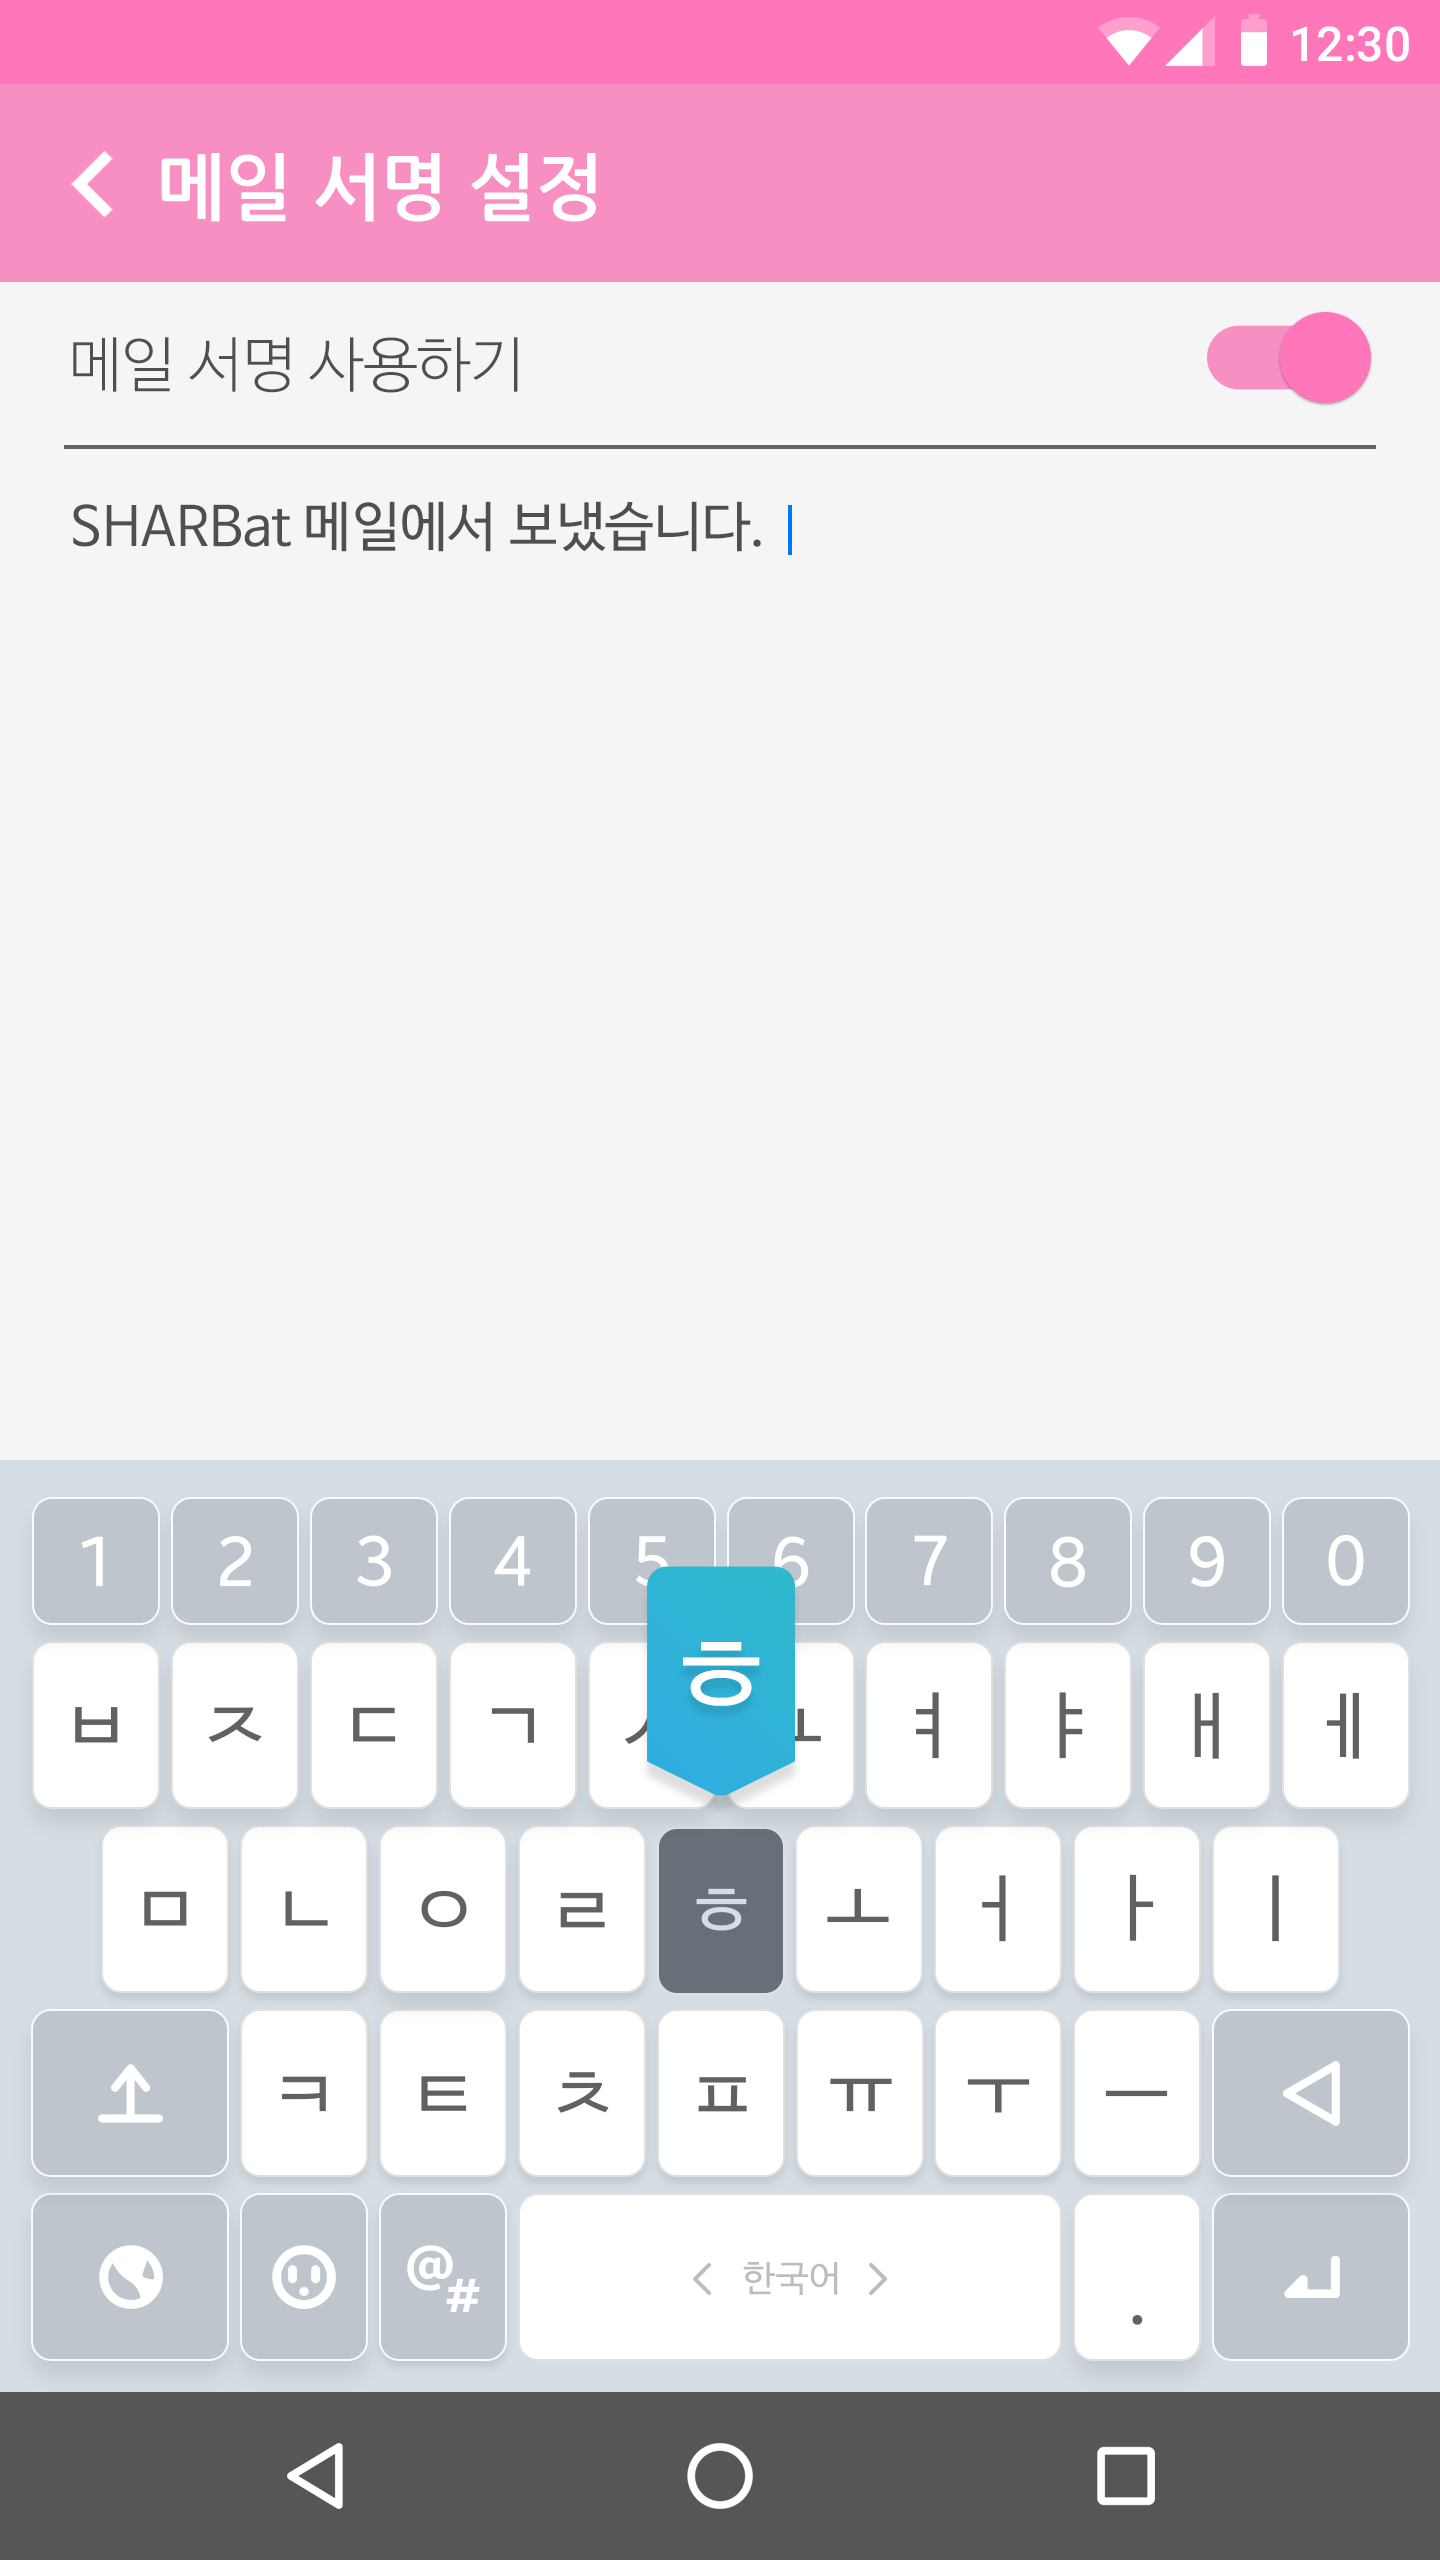 12:30
메일 서명 설정
메일 서명 사용하기
SHARBat 메일에서 보냈습니다.
1 2 3 4 5 6 7 8 9 0
ㅎ
ㅂ ㅈ ㄷ ㄱ ㅅ ㅛ ㅕ ㅑ ㅐ ㅔ
ㅁ ㄴ ㅇ ㄹ ㅎ ㅗ ㅓ ㅏ ㅣ
ㅋ ㅌ ㅊ ㅍ ㅠ ㅜ ㅡ
@# < 한국어 > .